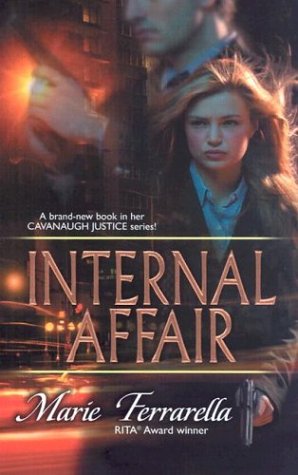 A brand-new book in her
CAVANAUGH JUSTICE series!
INTERNAL
AFFAIR
Marie Ferrarella
RITA® Award winner